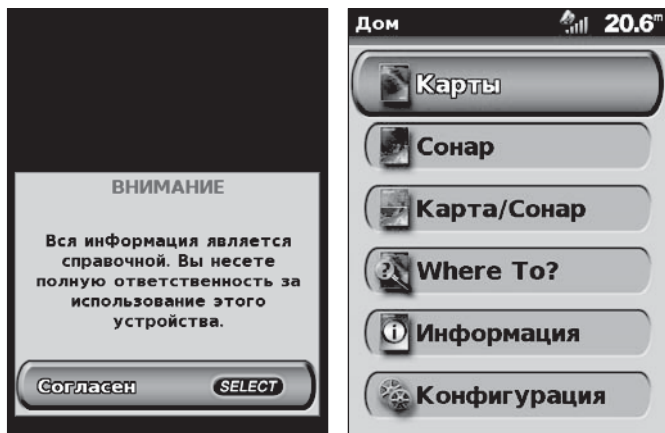 ВНИМАНИЕ
Вся информация является
справочной. Вы несете
полную ответственность за
использование этого
устройства.
Согласен SELECT
Дом 20.6m
Карты
Сонар
Карта/Сонар
Where To?
Информация
Конфигурация